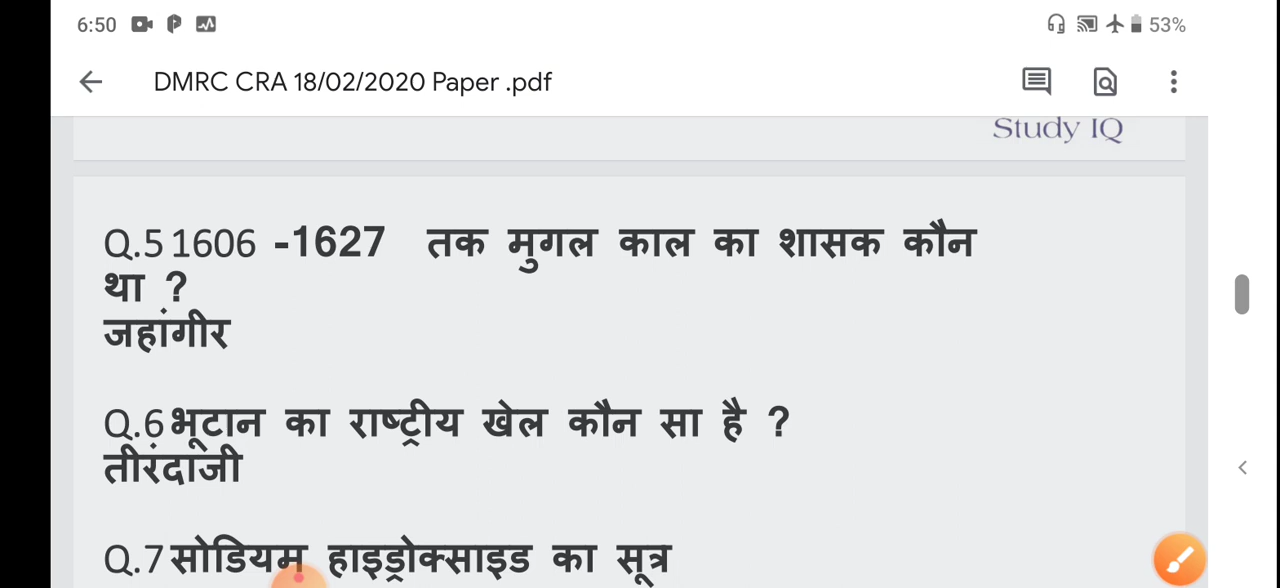 6:50
53%
DMRC CRA 18/02/2020 Paper .pdf
Study IQ
Q.5 1606 -1627 तक मुगल काल का शासक कौन
था ?
जहांगीर
Q.6 भूटान का राष्ट्रीय खेल कौन सा है ?
तीरंदाजी
Q.7 सोडियम हाइड्रोक्साइड का सूत्र